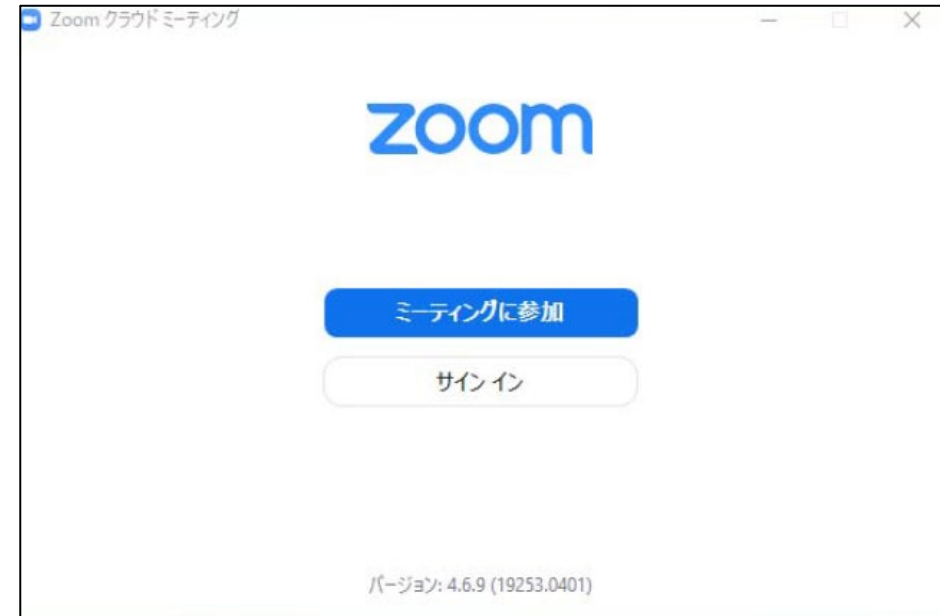 Zoom クラウド ミーティング
zoom
ミーティングに参加
サイン イン
バージョン: 4.6.9 (19253.0401)